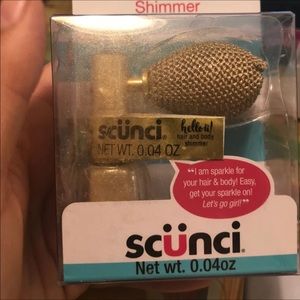 Shimmer
scünci
hello it!
hair and body
shimmer
NET WT. 0.04 OZ
I am sparkle for
your hair & body! Easy,
get your sparkle on!
Let's go girl!
scünci
Net wt. 0.04oz